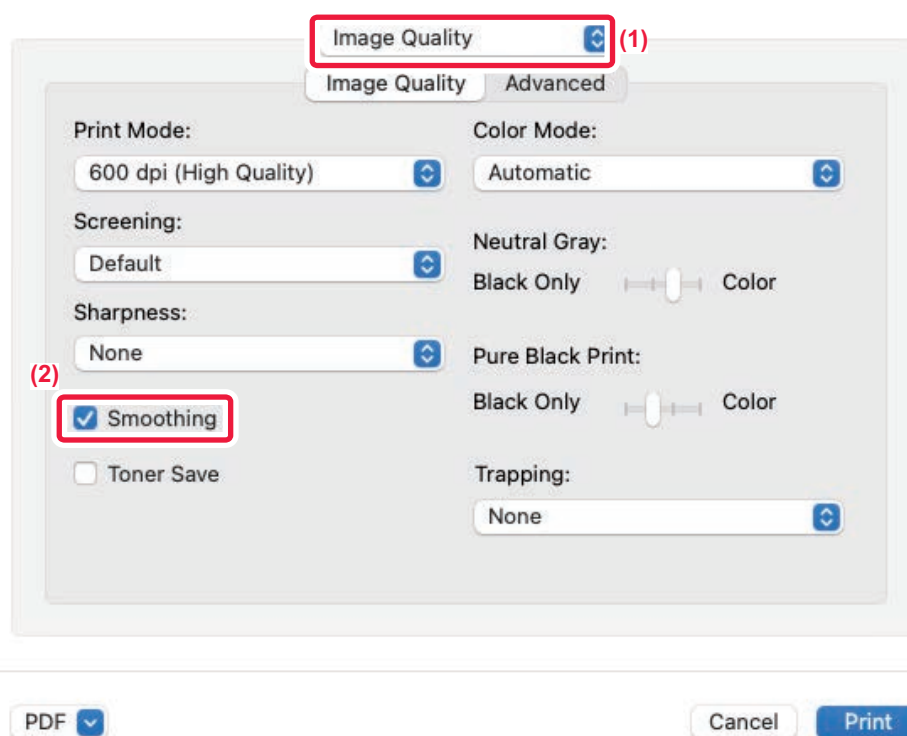 Image Quality
(1)
Image Quality
Advanced
Print Mode:
600 dpi (High Quality)
Screening:
Default
Sharpness:
None
(2)
Smoothing
Toner Save
Color Mode:
Automatic
Neutral Gray:
Black Only Color
Pure Black Print:
Black Only Color
Trapping:
None
PDF
Cancel
Print